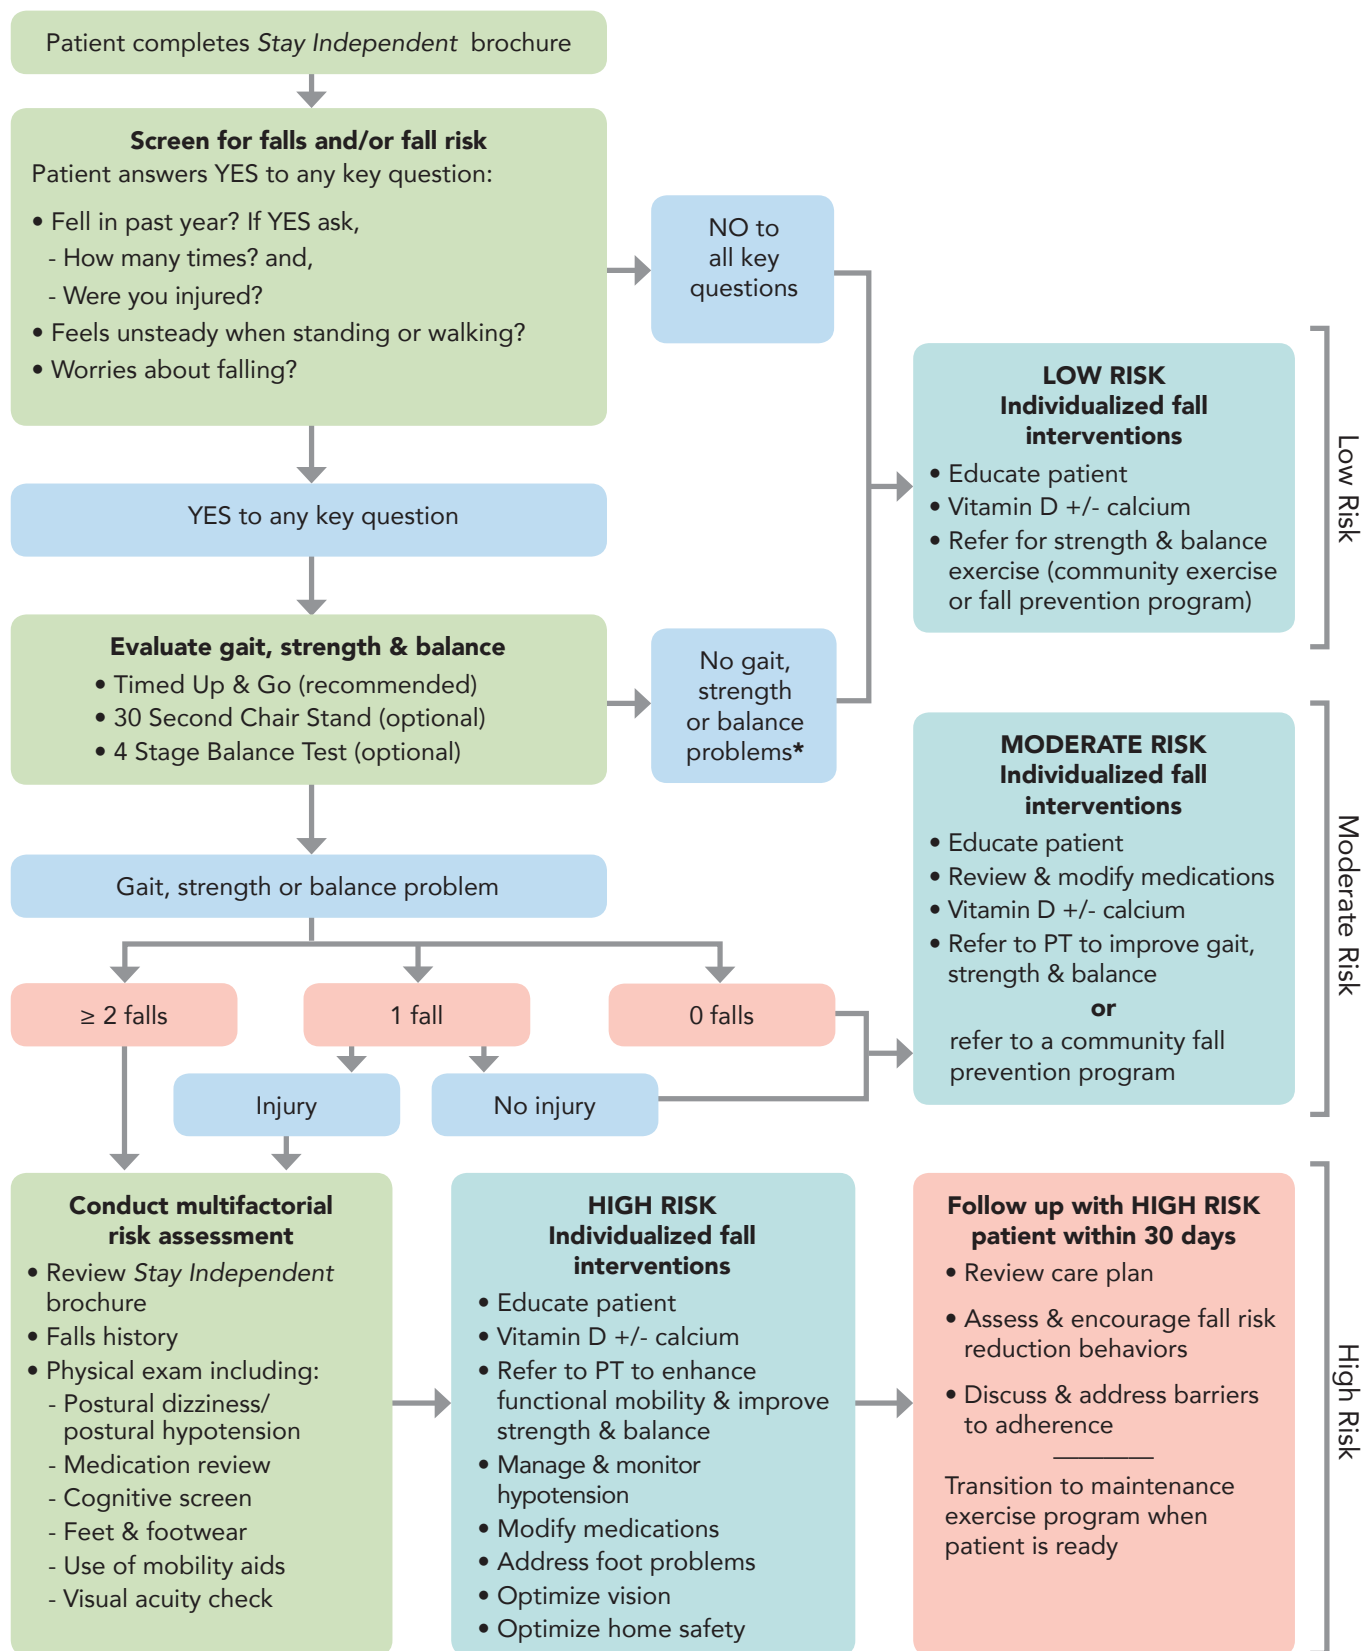 Patient completes Stay Independent brochure
Screen for falls and/or fall risk
Patient answers YES to any key question:
• Fell in past year? If YES ask,
- How many times? and,
- Were you injured?
• Feels unsteady when standing or walking?
• Worries about falling?
NO to
all key
questions
YES to any key question
LOW RISK
Individualized fall
interventions
• Educate patient
• Vitamin D +/- calcium
• Refer for strength & balance
exercise (community exercise
or fall prevention program)
Low Risk
Evaluate gait, strength & balance
• Timed Up & Go (recommended)
• 30 Second Chair Stand (optional)
• 4 Stage Balance Test (optional)
No gait,
strength
or balance
problems*
Gait, strength or balance problem
≥ 2 falls
1 fall
0 falls
Injury
No injury
MODERATE RISK
Individualized fall
interventions
• Educate patient
• Review & modify medications
• Vitamin D +/- calcium
• Refer to PT to improve gait,
strength & balance
or
refer to a community fall
prevention program
Moderate Risk
Conduct multifactorial
risk assessment
• Review Stay Independent
brochure
• Falls history
• Physical exam including:
- Postural dizziness/
postural hypotension
- Medication review
- Cognitive screen
- Feet & footwear
- Use of mobility aids
- Visual acuity check
HIGH RISK
Individualized fall
interventions
• Educate patient
• Vitamin D +/- calcium
• Refer to PT to enhance
functional mobility & improve
strength & balance
• Manage & monitor
hypotension
• Modify medications
• Address foot problems
• Optimize vision
• Optimize home safety
Follow up with HIGH RISK
patient within 30 days
• Review care plan
• Assess & encourage fall risk
reduction behaviors
• Discuss & address barriers
to adherence
Transition to maintenance
exercise program when
patient is ready
High Risk